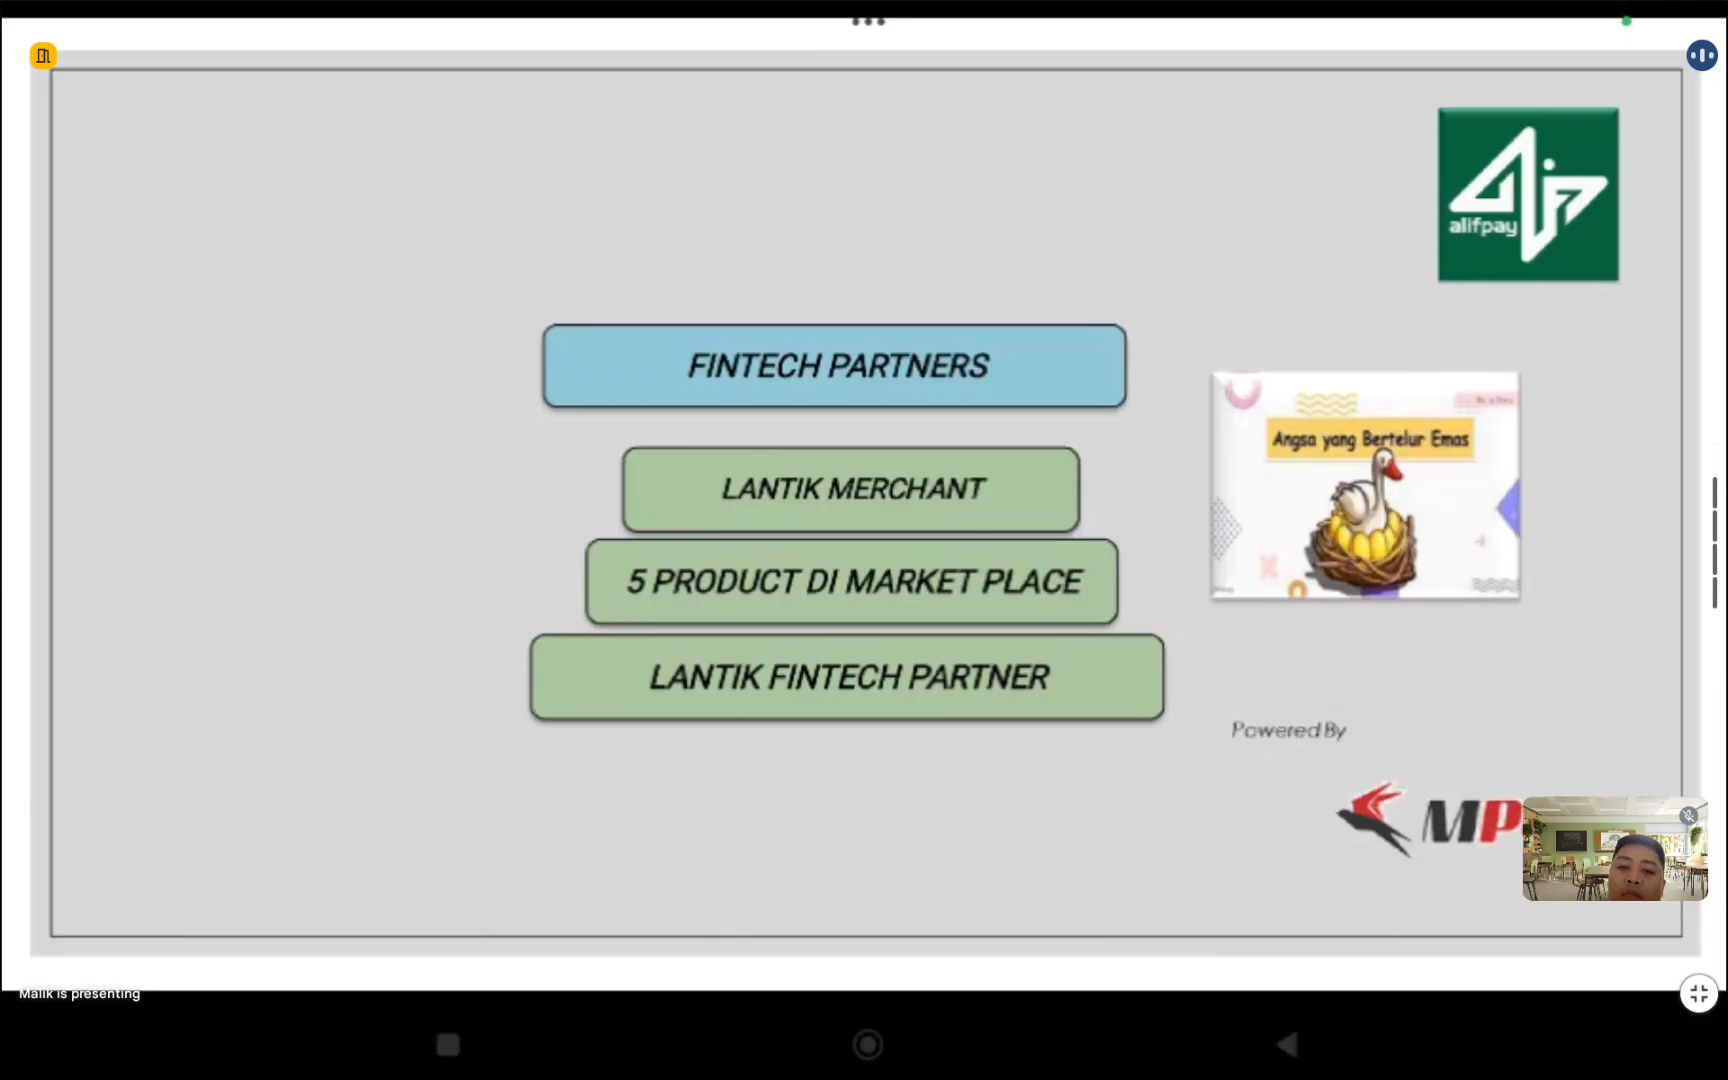 alifpay
FINTECH PARTNERS
Angsa yang Bertelur Emas
LANTIK MERCHANT
5 PRODUCT DI MARKET PLACE
LANTIK FINTECH PARTNER
Powered By
MP
Malik is presenting